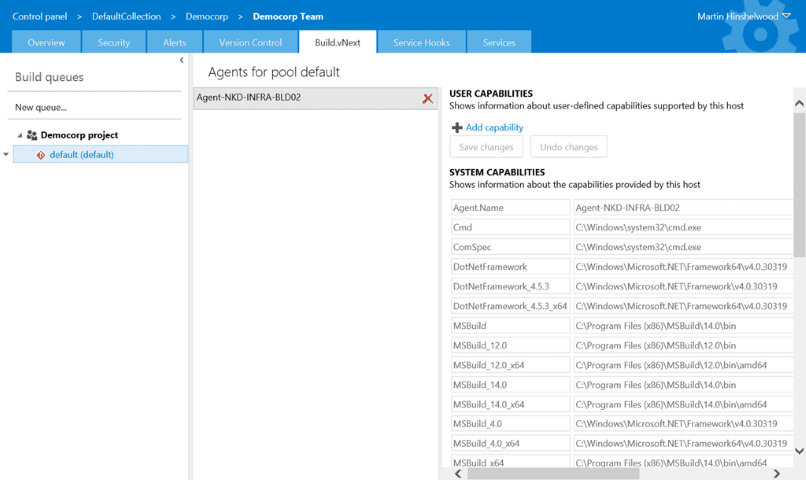 Control panel > DefaultCollection > Democorp > Democorp Team
Martin Hinshelwood
Overview Security Alerts Version Control Build.vNext Service Hooks Services
Build queues
New queue...
Democorp project
default (default)
Agents for pool default
Agent-NKD-INFRA-BLD02
USER CAPABILITIES
Shows information about user-defined capabilities supported by this host
Add capability
Save changes Undo changes
SYSTEM CAPABILITIES
Shows information about the capabilities provided by this host
Agent.Name Agent-NKD-INFRA-BLD02
Cmd C:\Windows\system32\cmd.exe
ComSpec C:\Windows\system32\cmd.exe
DotNetFramework C:\Windows\Microsoft.NET\Framework64\v4.0.30319
DotNetFramework_4.5.3 C:\Windows\Microsoft.NET\Framework\v4.0.30319
DotNetFramework_4.5.3_x64 C:\Windows\Microsoft.NET\Framework64\v4.0.30319
MSBuild C:\Program Files (x86)\MSBuild\14.0\bin
MSBuild_12.0 C:\Program Files (x86)\MSBuild\12.0\bin
MSBuild_12.0_x64 C:\Program Files (x86)\MSBuild\12.0\bin\amd64
MSBuild_14.0 C:\Program Files (x86)\MSBuild\14.0\bin
MSBuild_14.0_x64 C:\Program Files (x86)\MSBuild\14.0\bin\amd64
MSBuild_4.0 C:\Windows\Microsoft.NET\Framework\v4.0.30319
MSBuild_4.0_x64 C:\Windows\Microsoft.NET\Framework64\v4.0.30319
MSBuild_x64 C:\Program Files (x86)\MSBuild\14.0\bin\amd64